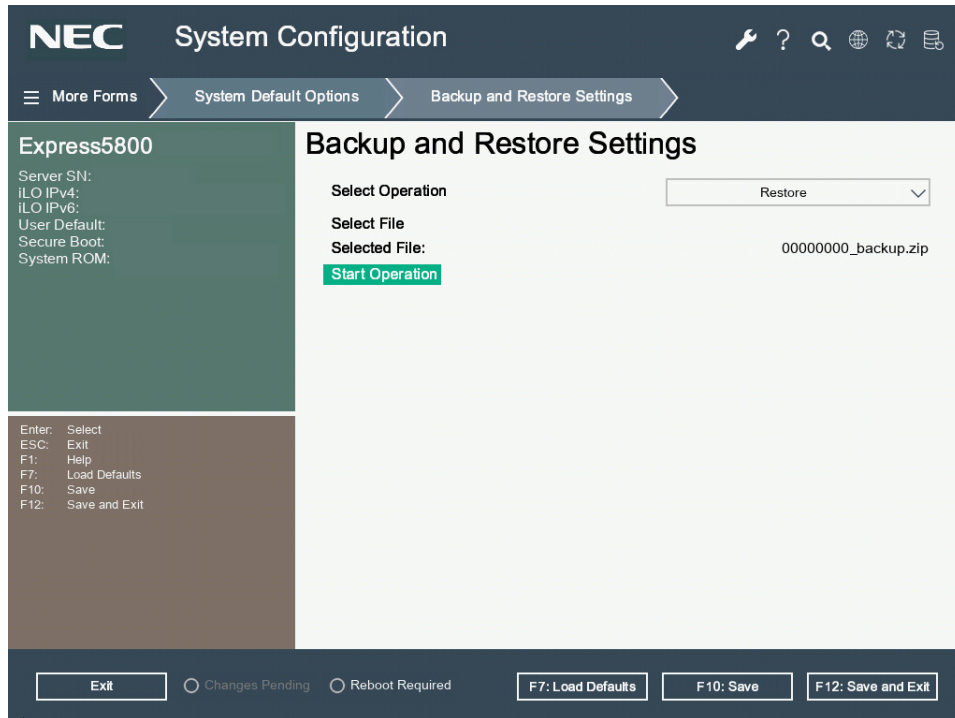 NEC System Configuration
More Forms System Default Options Backup and Restore Settings
Express5800
Server SN:
iLO IPv4:
iLO IPv6:
User Default:
Secure Boot:
System ROM:
Enter: Select
ESC: Exit
F1: Help
F7: Load Defaults
F10: Save
F12: Save and Exit
Backup and Restore Settings
Select Operation Restore
Select File
Selected File: 00000000_backup.zip
Start Operation
Exit Changes Pending Reboot Required F7: Load Defaults F10: Save F12: Save and Exit